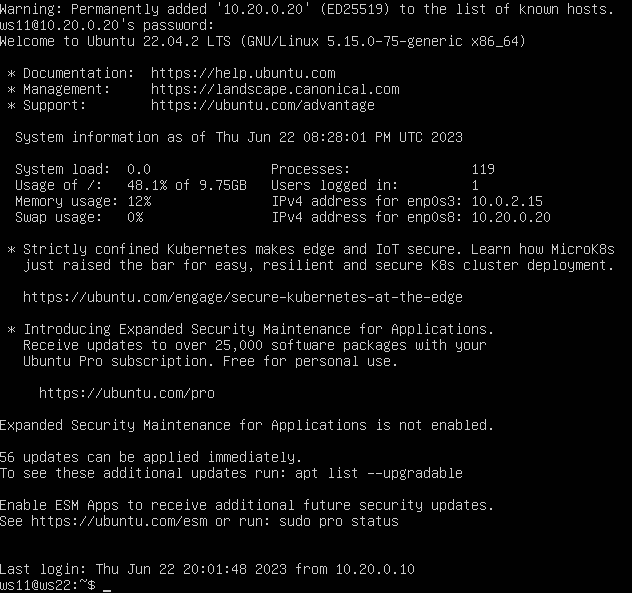 Warning: Permanently added '10.20.0.20' (ED25519) to the list of known hosts.
ws11@10.20.0.20's password:
Welcome to Ubuntu 22.04.2 LTS (GNU/Linux 5.15.0-75-generic x86_64)

 * Documentation:  https://help.ubuntu.com
 * Management:     https://landscape.canonical.com
 * Support:        https://ubuntu.com/advantage

  System information as of Thu Jun 22 08:28:01 PM UTC 2023

  System load:  0.0               Processes:               119
  Usage of /:   48.1% of 9.75GB   Users logged in:         1
  Memory usage: 12%               IPv4 address for enp0s3: 10.0.2.15
  Swap usage:   0%                IPv4 address for enp0s8: 10.20.0.20

 * Strictly confined Kubernetes makes edge and IoT secure. Learn how MicroK8s
   just raised the bar for easy, resilient and secure K8s cluster deployment.

   https://ubuntu.com/engage/secure-kubernetes-at-the-edge

 * Introducing Expanded Security Maintenance for Applications.
   Receive updates to over 25,000 software packages with your
   Ubuntu Pro subscription. Free for personal use.

     https://ubuntu.com/pro

Expanded Security Maintenance for Applications is not enabled.

56 updates can be applied immediately.
To see these additional updates run: apt list --upgradable

Enable ESM Apps to receive additional future security updates.
See https://ubuntu.com/esm or run: sudo pro status


Last login: Thu Jun 22 20:01:48 2023 from 10.20.0.10
ws11@ws22:~$ _